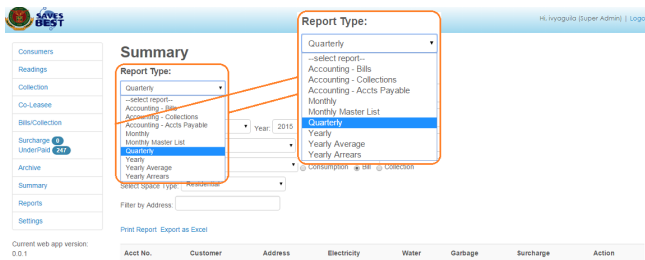 SAVES
BEST
Hi, ivyaguila (Super Admin) | Logo
Consumers
Readings
Collection
Co-Leasee
Bills/Collection
Surcharge 0
UnderPaid 247
Archive
Summary
Reports
Settings
Current web app version:
0.0.1
Summary
Report Type:
Quarterly
--select report--
Accounting - Bills
Accounting - Collections
Accounting - Accts Payable
Monthly
Monthly Master List
Quarterly
Yearly
Yearly Average
Yearly Arrears
Year: 2015
Consumption Bill Collection
Select Space Type: Residential
Filter by Address:
Print Report Export as Excel
Acct No. Customer Address Electricity Water Garbage Surcharge Action
Report Type:
Quarterly
--select report--
Accounting - Bills
Accounting - Collections
Accounting - Accts Payable
Monthly
Monthly Master List
Quarterly
Yearly
Yearly Average
Yearly Arrears